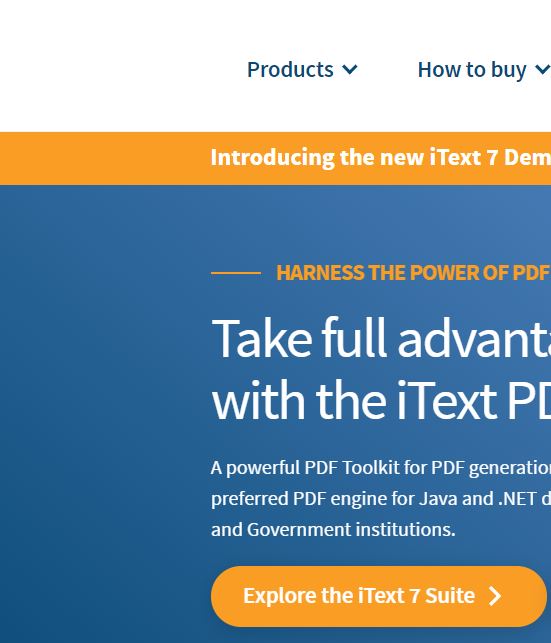 Products How to buy
Introducing the new iText 7 Dem
HARNESS THE POWER OF PDF
Take full advanta
with the iText PD
A powerful PDF Toolkit for PDF generation
preferred PDF engine for Java and .NET d
and Government institutions.
Explore the iText 7 Suite